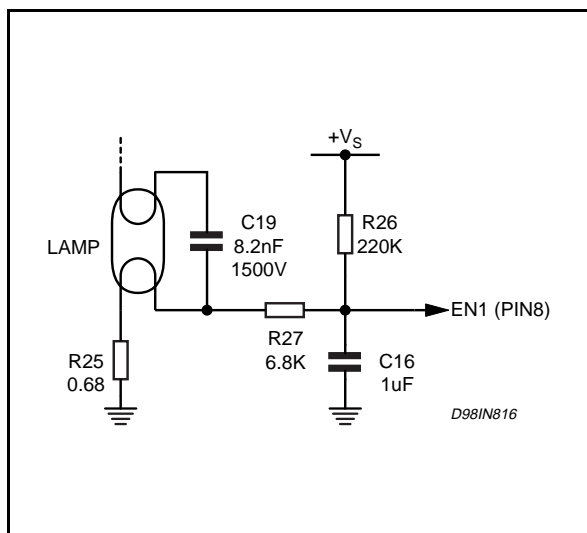 +VS
C19
8.2nF
1500V
R26
220K
LAMP
EN1 (PIN8)
R27
6.8K
C16
1uF
R25
0.68
D98IN816